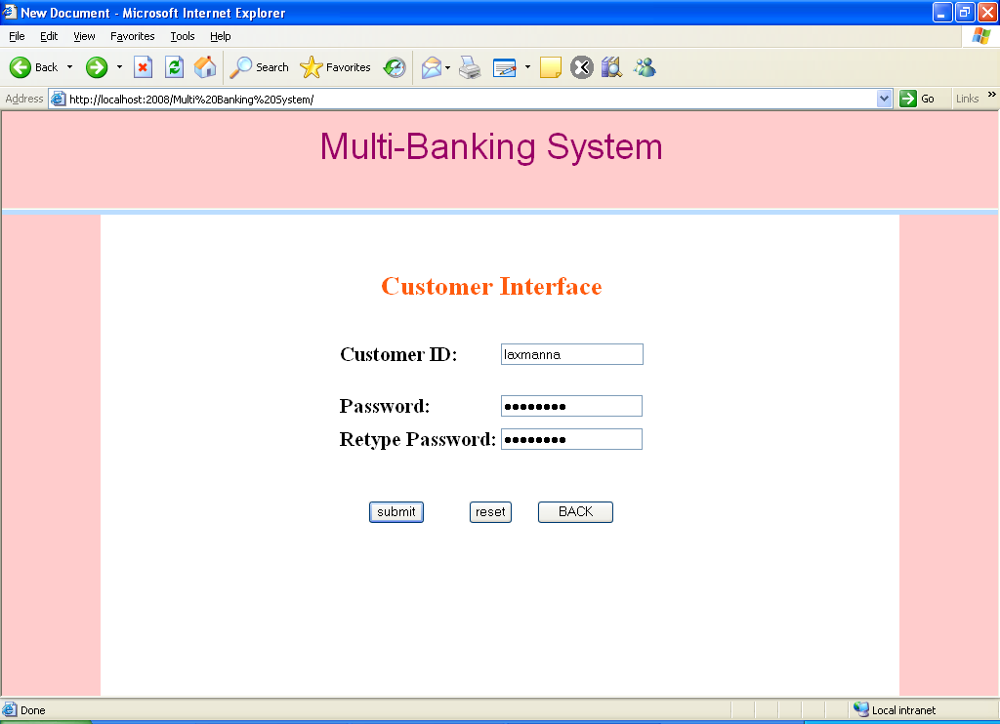 New Document - Microsoft Internet Explorer
File Edit View Favorites Tools Help
Back Search Favorites
Address http://localhost:2008/Multi%20Banking%20System/ Go Links »
Multi-Banking System
Customer Interface
Customer ID: laxmanna
Password: ••••••••
Retype Password: ••••••••
submit reset BACK
Done Local intranet